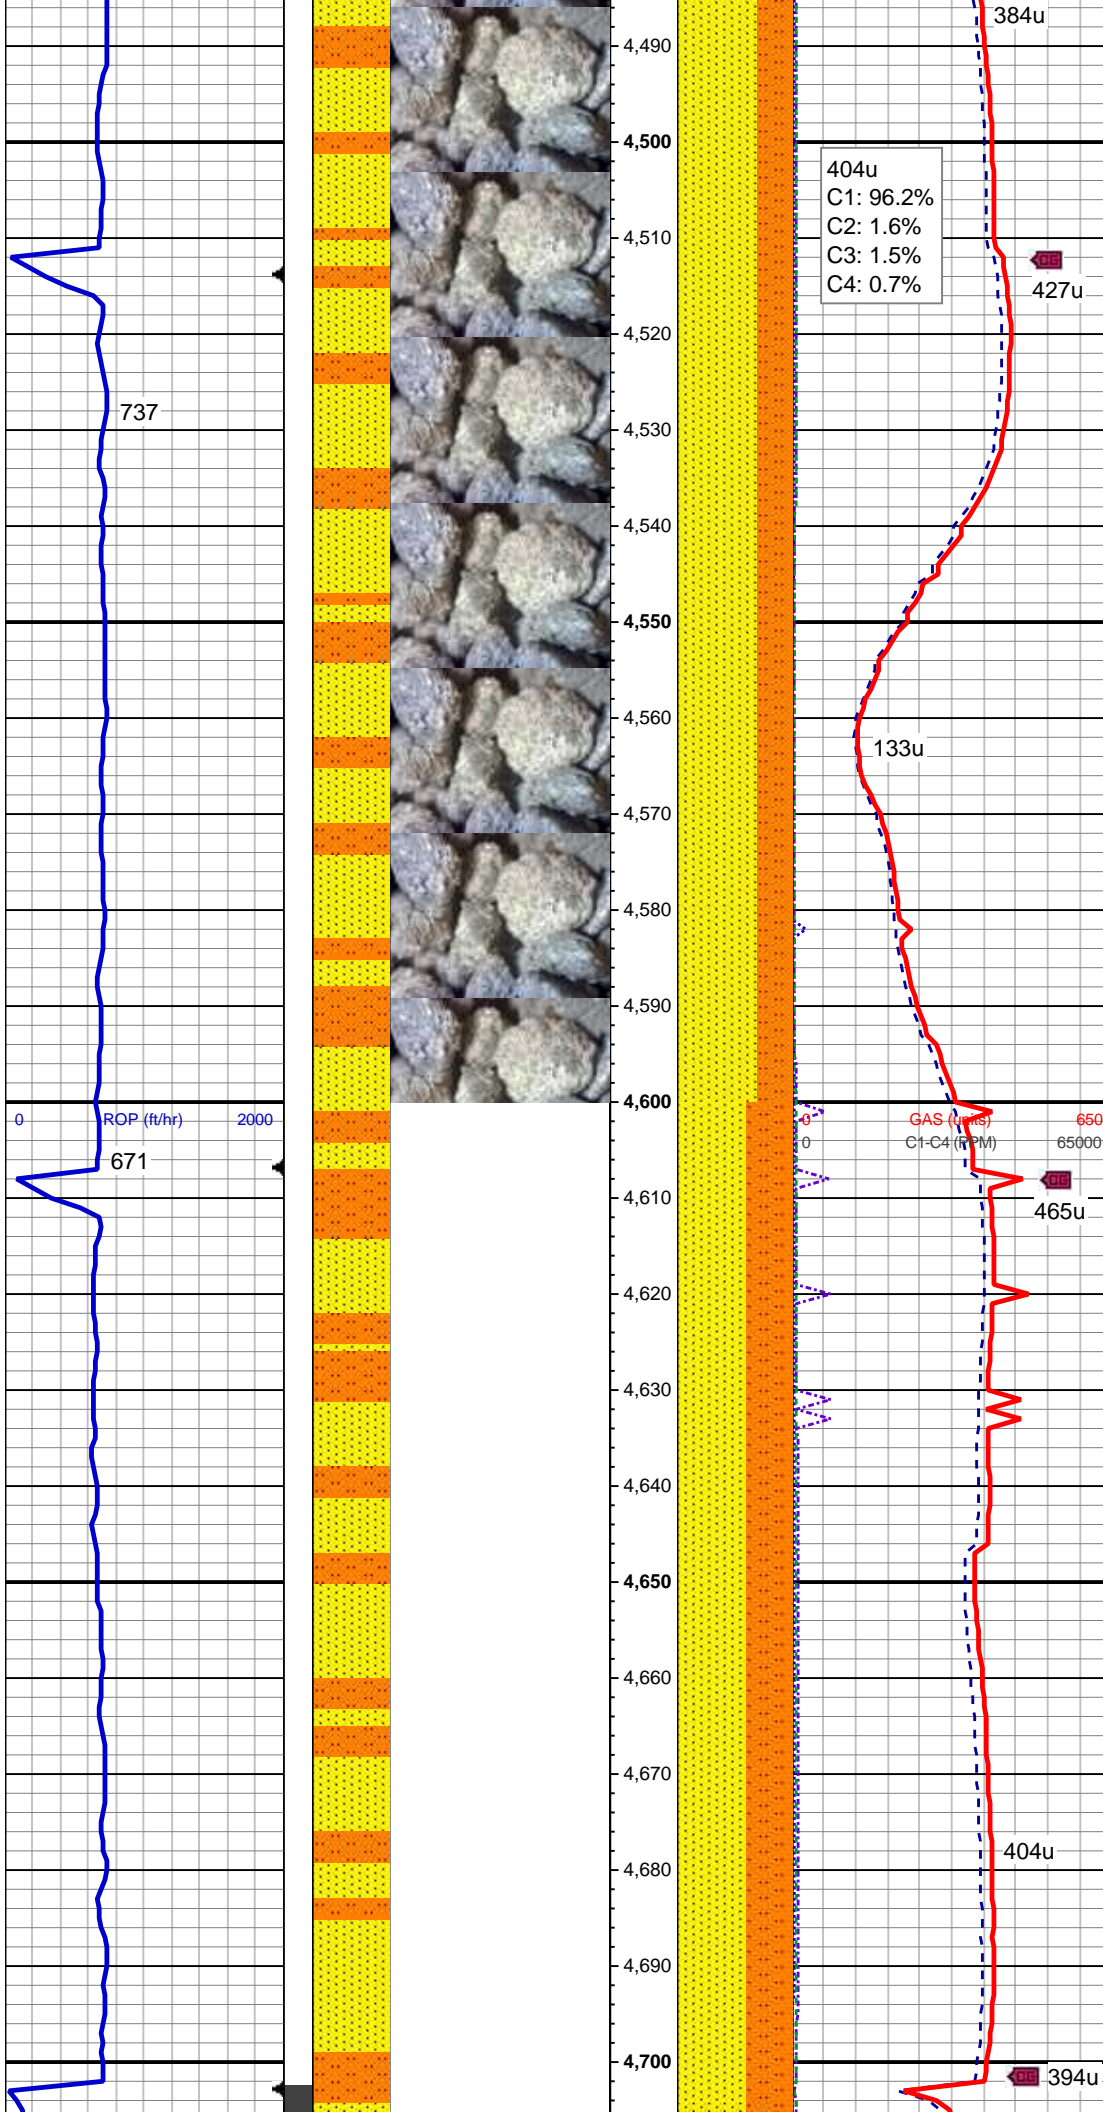 384u
4,490
4,500
404u
C1: 96.2%
C2: 1.6%
C3: 1.5%
C4: 0.7%
4,510
CG
427u
4,520
737
4,530
4,540
4,550
4,560
133u
4,570
4,580
4,590
4,600
0 ROP (ft/hr) 2000
0 GAS (units) 650
0 C1-C4 (PPM) 65000
671
4,610
CG
465u
4,620
4,630
4,640
4,650
4,660
4,670
404u
4,680
4,690
4,700
CG
394u